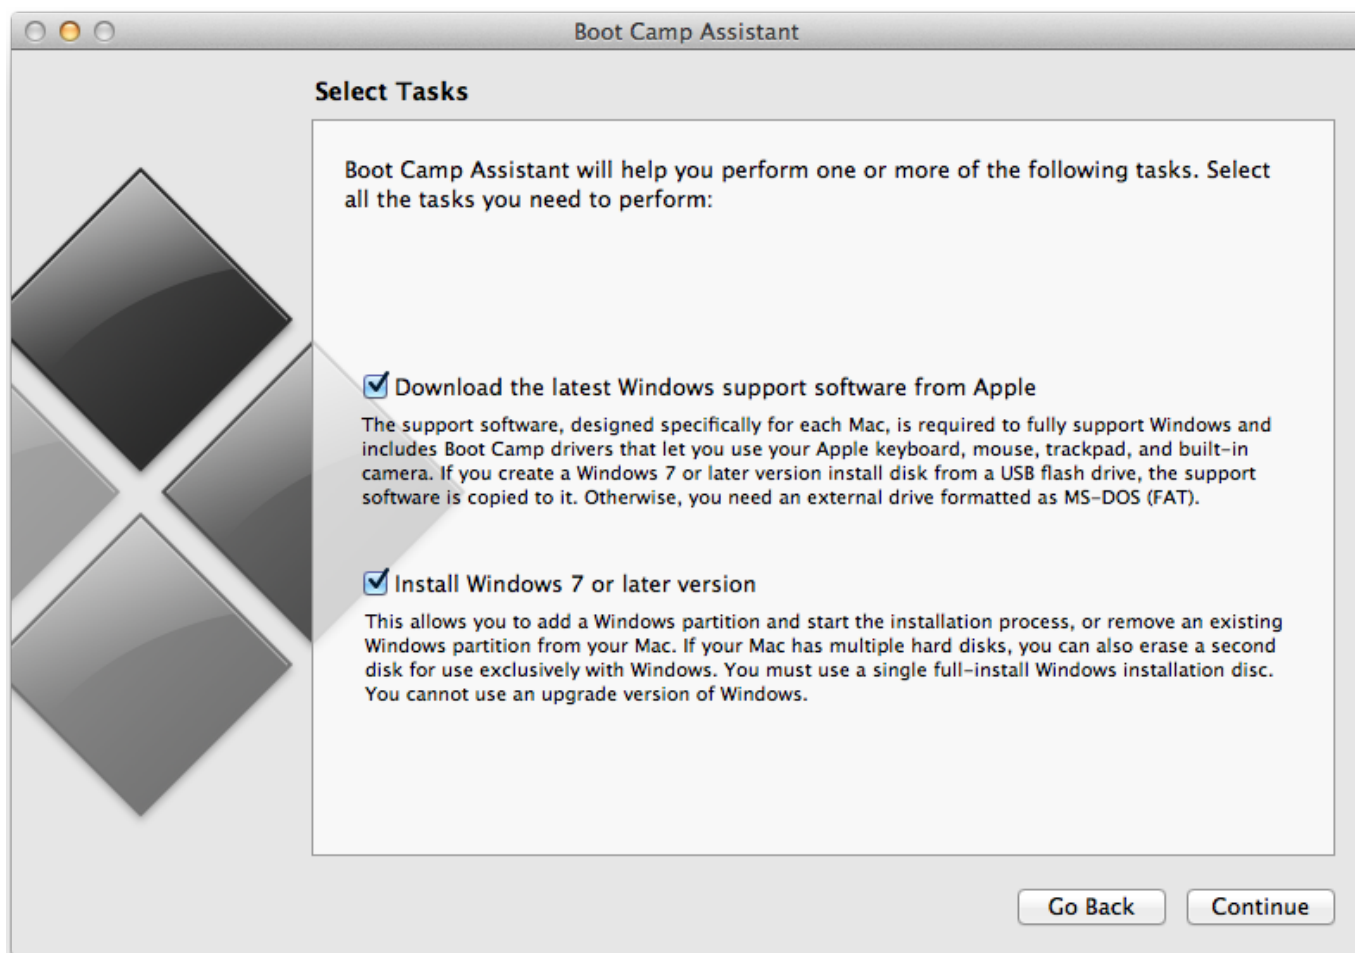 Boot Camp Assistant
Select Tasks
Boot Camp Assistant will help you perform one or more of the following tasks. Select
all the tasks you need to perform:
Download the latest Windows support software from Apple
The support software, designed specifically for each Mac, is required to fully support Windows and
includes Boot Camp drivers that let you use your Apple keyboard, mouse, trackpad, and built-in
camera. If you create a Windows 7 or later version install disk from a USB flash drive, the support
software is copied to it. Otherwise, you need an external drive formatted as MS-DOS (FAT).
Install Windows 7 or later version
This allows you to add a Windows partition and start the installation process, or remove an existing
Windows partition from your Mac. If your Mac has multiple hard disks, you can also erase a second
disk for use exclusively with Windows. You must use a single full-install Windows installation disc.
You cannot use an upgrade version of Windows.
Go Back
Continue